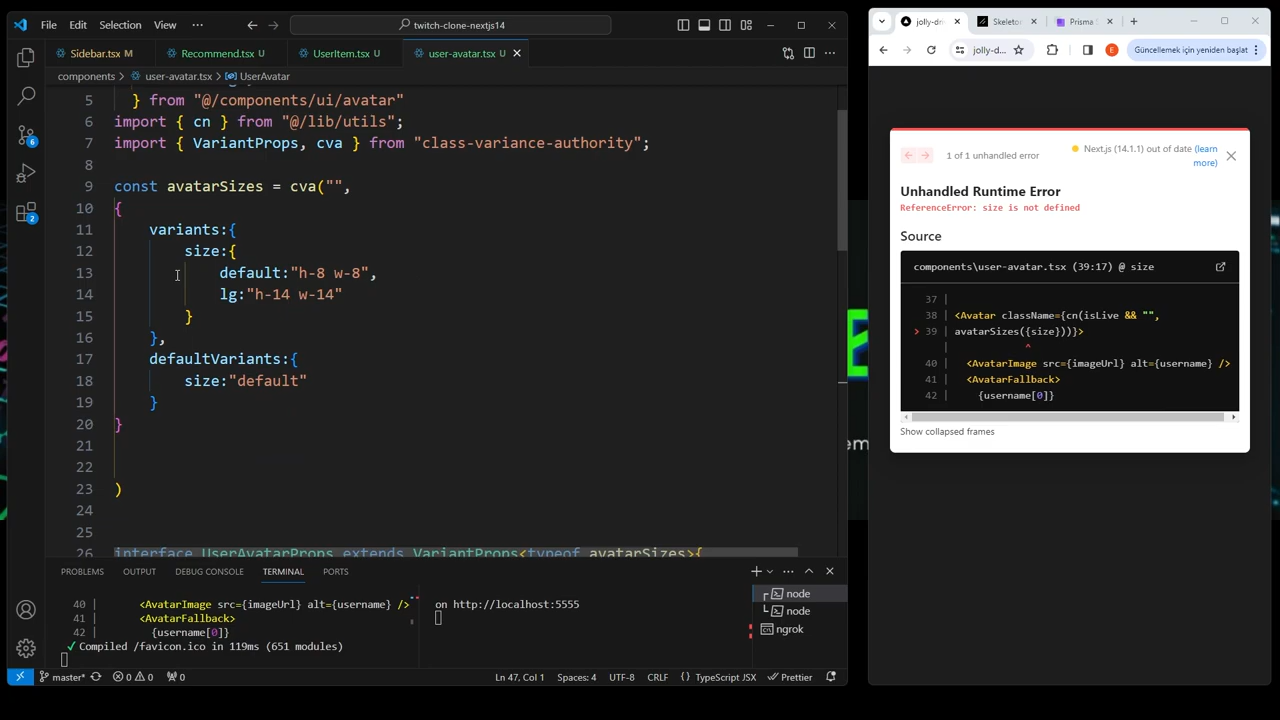 File Edit Selection View ··· twitch-clone-nextjs14
Sidebar.tsx M Recommend.tsx U UserItem.tsx U user-avatar.tsx U
components > user-avatar.tsx > UserAvatar
5 } from "@/components/ui/avatar"
6 import { cn } from "@/lib/utils";
7 import { VariantProps, cva } from "class-variance-authority";
8
9 const avatarSizes = cva("",
10 {
11 variants:{
12 size:{
13 default:"h-8 w-8",
14 lg:"h-14 w-14"
15 }
16 },
17 defaultVariants:{
18 size:"default"
19 }
20 }
21
22
23 )
24
25
26 interface UserAvatarProps extends VariantProps<typeof avatarSizes>{
6
2
PROBLEMS OUTPUT DEBUG CONSOLE TERMINAL PORTS
40 | <AvatarImage src={imageUrl} alt={username} />
41 | <AvatarFallback>
42 | {username[0]}
✓ Compiled /favicon.ico in 119ms (651 modules)
on http://localhost:5555
node
node
ngrok
master* 0 0 0 Ln 47, Col 1 Spaces: 4 UTF-8 CRLF {} TypeScript JSX Prettier
jolly-dri Skeleton Prisma
jolly-d... E Güncellemek için yeniden başlat
1 of 1 unhandled error
Next.js (14.1.1) out of date (learn
more)
Unhandled Runtime Error
ReferenceError: size is not defined
Source
components\user-avatar.tsx (39:17) @ size
37 |
38 | <Avatar className={cn(isLive && "",
> 39 | avatarSizes({size}))}>
^
40 | <AvatarImage src={imageUrl} alt={username} />
41 | <AvatarFallback>
42 | {username[0]}
Show collapsed frames
em